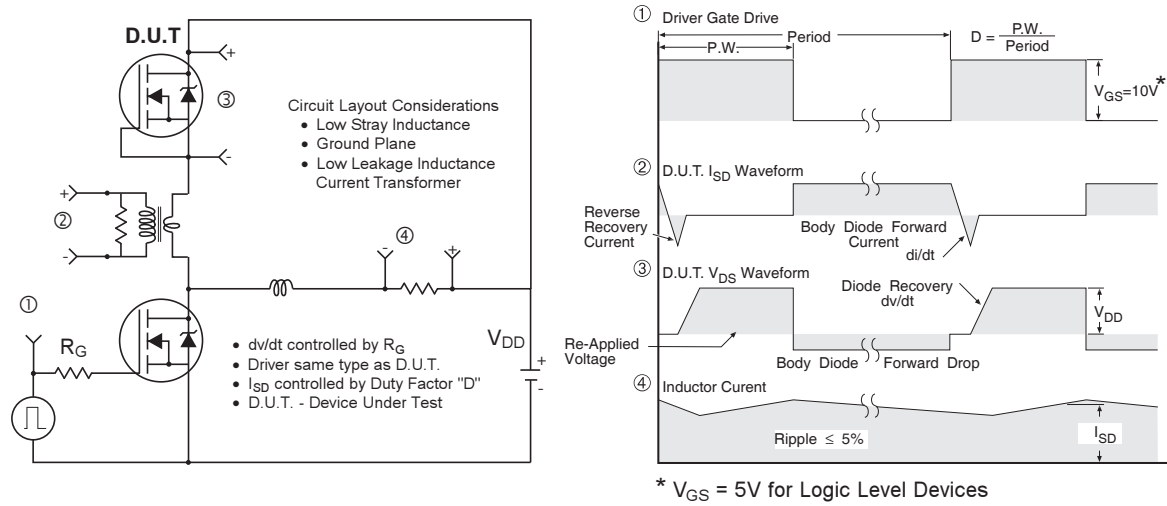 D.U.T
+
③
-
Circuit Layout Considerations
• Low Stray Inductance
• Ground Plane
• Low Leakage Inductance
Current Transformer
+
②
-
④
-
+
①
R_G
• dv/dt controlled by R_G
• Driver same type as D.U.T.
• I_SD controlled by Duty Factor "D"
• D.U.T. - Device Under Test
V_DD
+
-
① Driver Gate Drive
P.W.
Period
D = P.W.
Period
V_GS=10V *
② D.U.T. I_SD Waveform
Reverse
Recovery
Current
Body Diode Forward
Current
di/dt
③ D.U.T. V_DS Waveform
Diode Recovery
dv/dt
V_DD
Re-Applied
Voltage
Body Diode Forward Drop
④ Inductor Curent
Ripple ≤ 5%
I_SD
* V_GS = 5V for Logic Level Devices